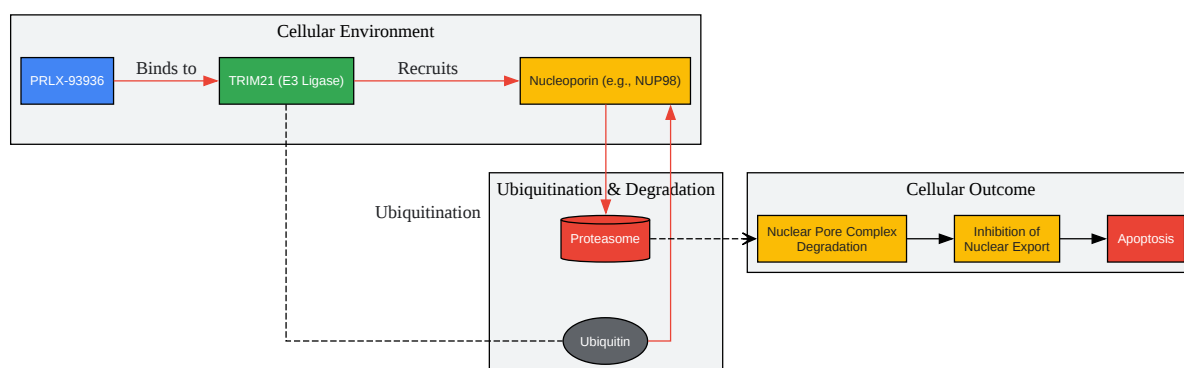 Cellular Environment
PRLX-93936
Binds to
TRIM21 (E3 Ligase)
Recruits
Nucleoporin (e.g., NUP98)
Ubiquitination
Ubiquitination & Degradation
Proteasome
Ubiquitin
Cellular Outcome
Nuclear Pore Complex
Degradation
Inhibition of
Nuclear Export
Apoptosis